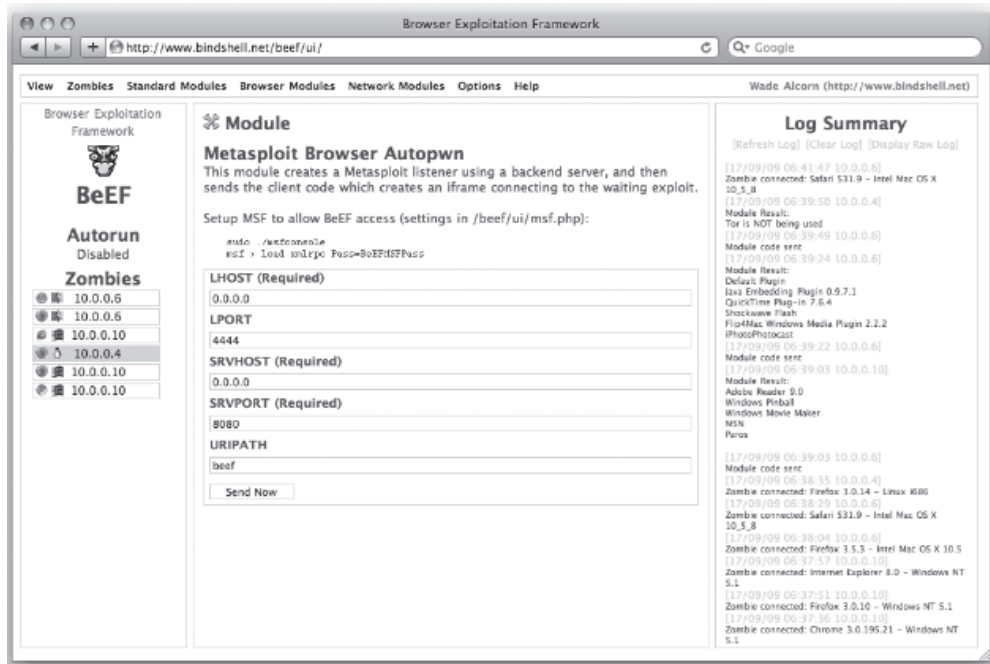 Browser Exploitation Framework
http://www.bindshell.net/beef/ui/
Google
View Zombies Standard Modules Browser Modules Network Modules Options Help
Wade Alcorn (http://www.bindshell.net)
Browser Exploitation
Framework
BeEF
Autorun
Disabled
Zombies
10.0.0.6
10.0.0.6
10.0.0.10
10.0.0.4
10.0.0.10
10.0.0.10
Module
Metasploit Browser Autopwn
This module creates a Metasploit listener using a backend server, and then
sends the client code which creates an iframe connecting to the waiting exploit.
Setup MSF to allow BeEF access (settings in /beef/ui/msf.php):
sudo ./msfconsole
msf > load xmlrpc Pass=BeEFMSFPass
LHOST (Required)
0.0.0.0
LPORT
4444
SRVHOST (Required)
0.0.0.0
SRVPORT (Required)
8080
URIPATH
beef
Send Now
Log Summary
[Refresh Log] [Clear Log] [Display Raw Log]
[17/09/09 06:41:47 10.0.0.6]
Zombie connected: Safari 531.9 - Intel Mac OS X
10_5_8
[17/09/09 06:39:50 10.0.0.4]
Module Result:
Tor is NOT being used
[17/09/09 06:39:49 10.0.0.6]
Module code sent
[17/09/09 06:39:24 10.0.0.6]
Module Result:
Default Plugin
Java Embedding Plugin 0.9.7.1
QuickTime Plug-in 7.6.4
Shockwave Flash
Flip4Mac Windows Media Plugin 2.2.2
iPhotoPhotocast
[17/09/09 06:39:22 10.0.0.6]
Module code sent
[17/09/09 06:39:03 10.0.0.10]
Module Result:
Adobe Reader 9.0
Windows Pinball
Windows Movie Maker
MSN
Paros
[17/09/09 06:39:03 10.0.0.6]
Module code sent
[17/09/09 06:38:35 10.0.0.4]
Zombie connected: Firefox 3.0.14 - Linux i686
[17/09/09 06:38:29 10.0.0.6]
Zombie connected: Safari 531.9 - Intel Mac OS X
10_5_8
[17/09/09 06:38:04 10.0.0.6]
Zombie connected: Firefox 3.5.3 - Intel Mac OS X 10.5
[17/09/09 06:37:57 10.0.0.10]
Zombie connected: Internet Explorer 8.0 - Windows NT
5.1
[17/09/09 06:37:51 10.0.0.10]
Zombie connected: Firefox 3.0.10 - Windows NT 5.1
[17/09/09 06:37:36 10.0.0.10]
Zombie connected: Chrome 3.0.195.21 - Windows NT
5.1